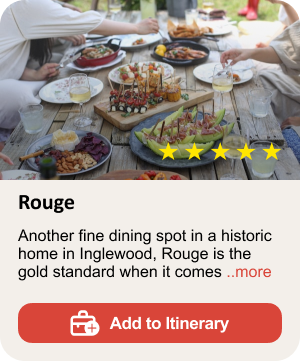 Rouge
Another fine dining spot in a historic
home in Inglewood, Rouge is the
gold standard when it comes ..more
Add to Itinerary